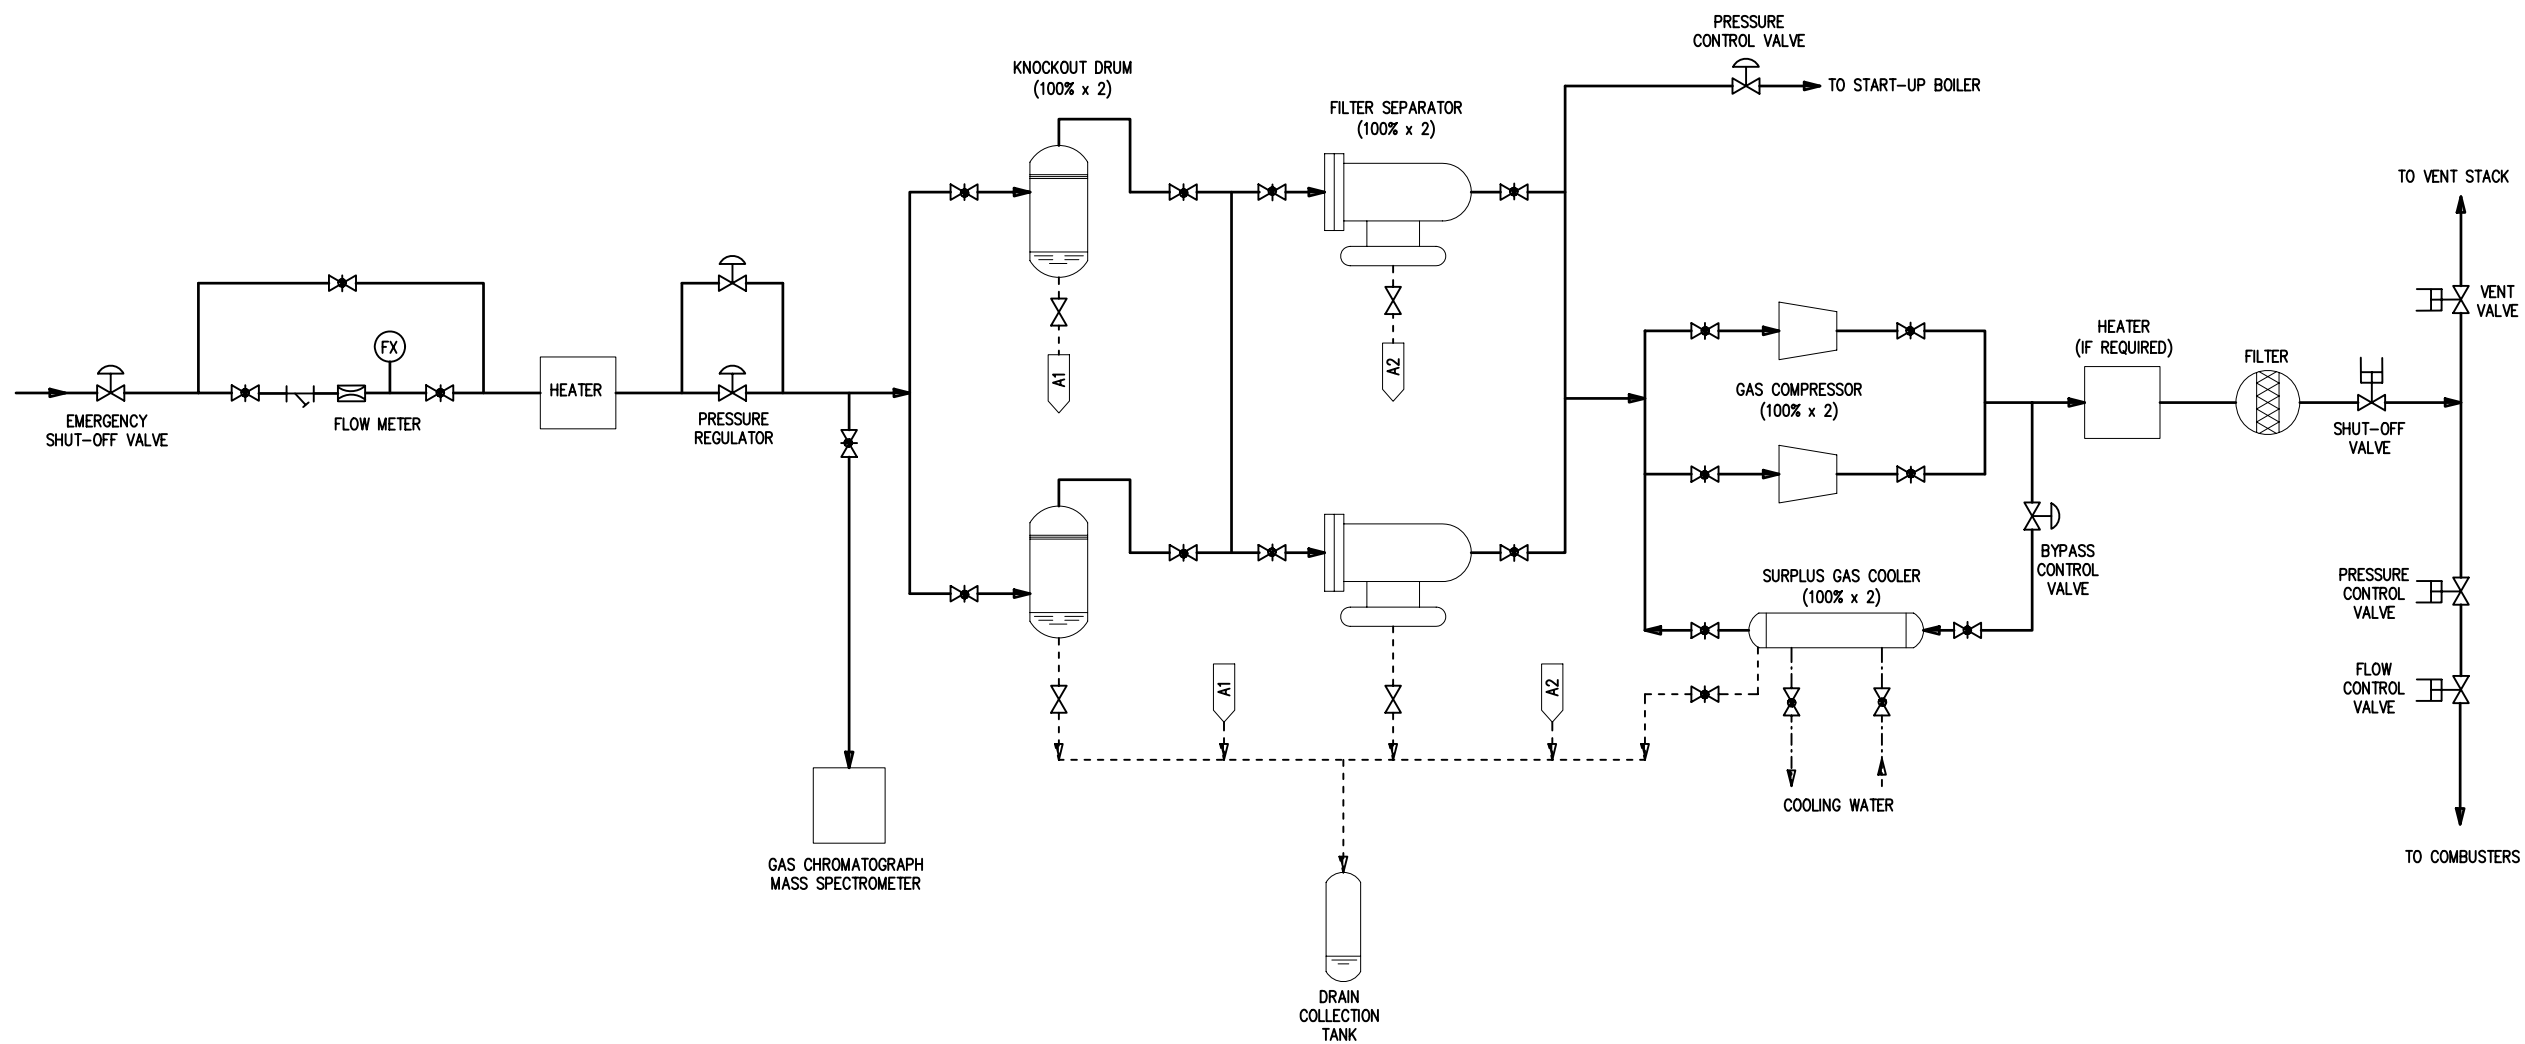 PRESSURE
CONTROL VALVE
TO START-UP BOILER
KNOCKOUT DRUM
(100% x 2)
FILTER SEPARATOR
(100% x 2)
TO VENT STACK
VENT
VALVE
FX
EMERGENCY
SHUT-OFF VALVE
FLOW METER
HEATER
PRESSURE
REGULATOR
A1
A2
GAS COMPRESSOR
(100% x 2)
HEATER
(IF REQUIRED)
FILTER
SHUT-OFF
VALVE
BYPASS
CONTROL
VALVE
SURPLUS GAS COOLER
(100% x 2)
PRESSURE
CONTROL
VALVE
FLOW
CONTROL
VALVE
A1
A2
COOLING WATER
TO COMBUSTERS
GAS CHROMATOGRAPH
MASS SPECTROMETER
DRAIN
COLLECTION
TANK